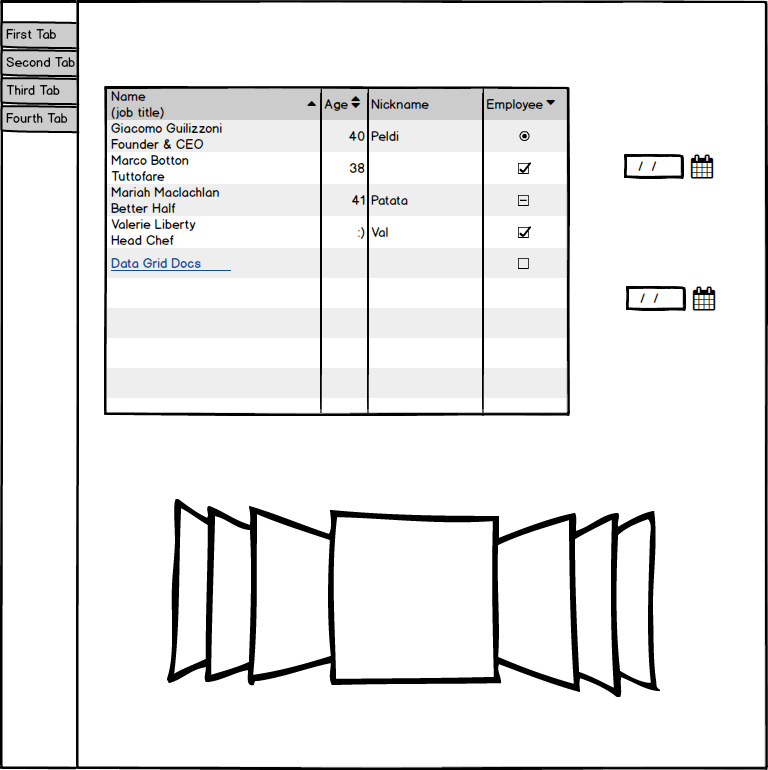 First Tab
Second Tab
Third Tab
Fourth Tab
Name
(job title)
Age
Nickname
Employee
Giacomo Guilizzoni
Founder & CEO
40
Peldi
Marco Botton
Tuttofare
38
Mariah Maclachlan
Better Half
41
Patata
Valerie Liberty
Head Chef
:)
Val
Data Grid Docs
/ /
/ /